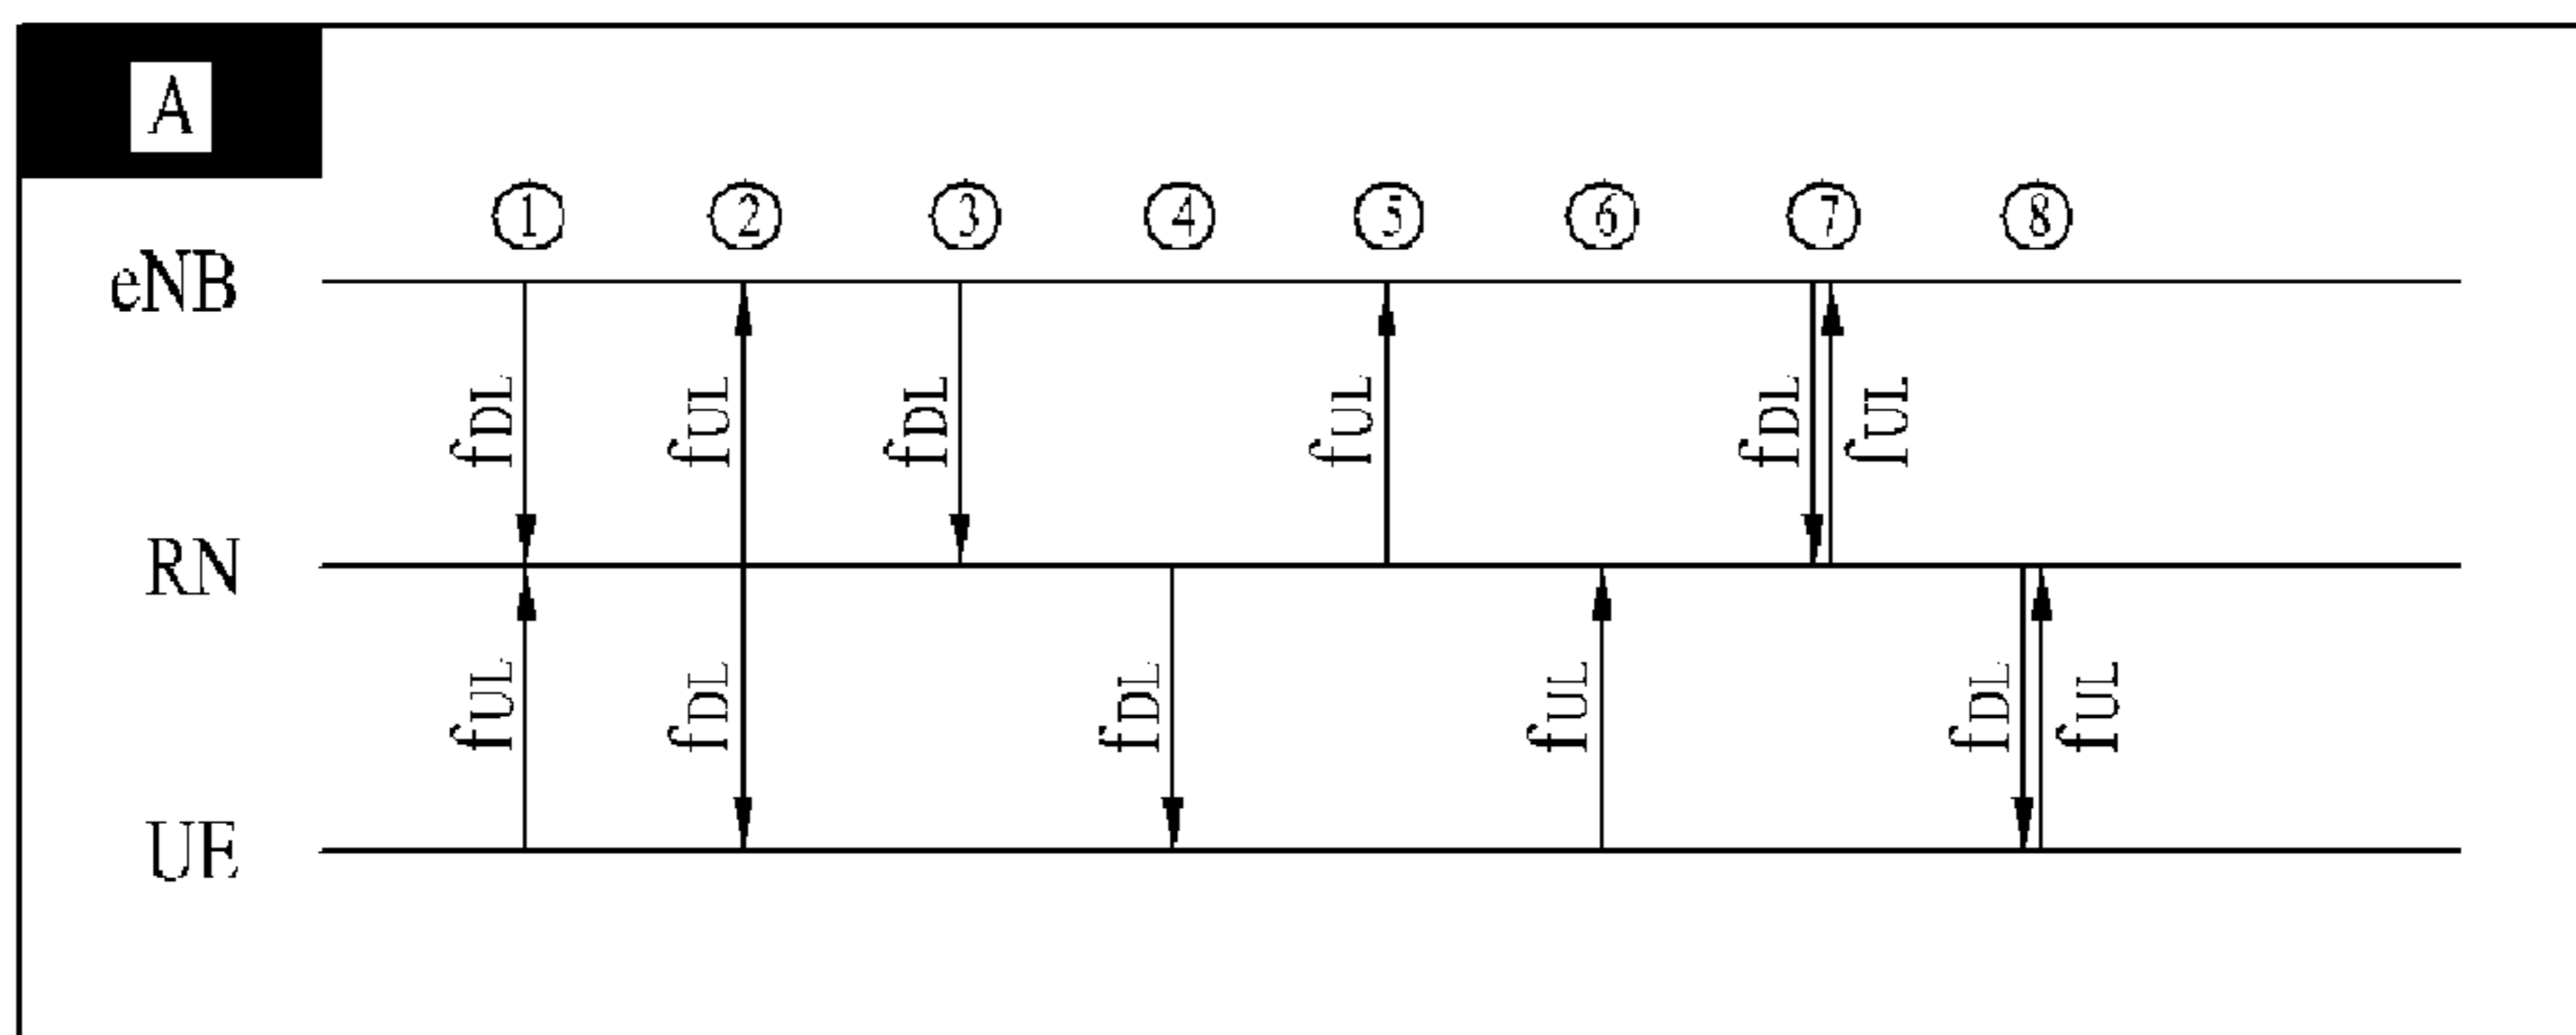 A
① ② ③ ④ ⑤ ⑥ ⑦ ⑧
eNB
fDL fUL fDL fUL fDL fUL
RN
fUL fDL fDL fUL fDL fUL
UE